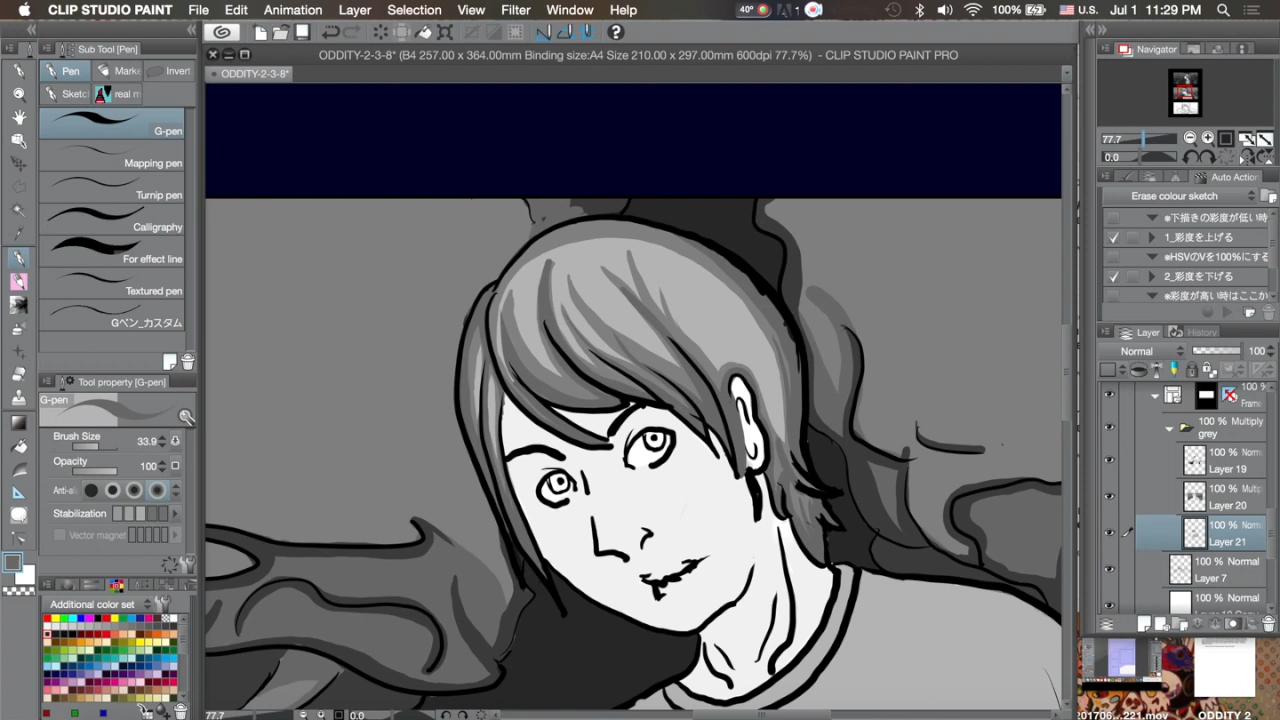 CLIP STUDIO PAINT File Edit Animation Layer Selection View Filter Window Help 40° 1 100% U.S. Jul 1 11:29 PM
Sub Tool [Pen]
ODDITY-2-3-8* (B4 257.00 x 364.00mm Binding size:A4 Size 210.00 x 297.00mm 600dpi 77.7%) - CLIP STUDIO PAINT PRO
Navigator
Pen Marke Invert
ODDITY-2-3-8*
Sketc real m
G-pen
Mapping pen
Turnip pen
Calligraphy
For effect line
Textured pen
Gペン_カスタム
77.7
0.0
Auto Action
Erase colour sketch
※下描きの彩度が低い時
1_彩度を上げる
※HSVのVを100%にする
2_彩度を下げる
※彩度が高い時はここか
Layer History
Normal 100
100 %
Frame
100 % Multiply
grey
100 % Norm
Layer 19
100 % Multip
Layer 20
100 % Norm
Layer 21
100 % Normal
Layer 7
100 % Normal
Tool property [G-pen]
G-pen
Brush Size 33.9
Opacity 100
Anti-al
Stabilization
Vector magnet
Additional color set
77.7 0.0
201706 221.mov
ODDITY 2